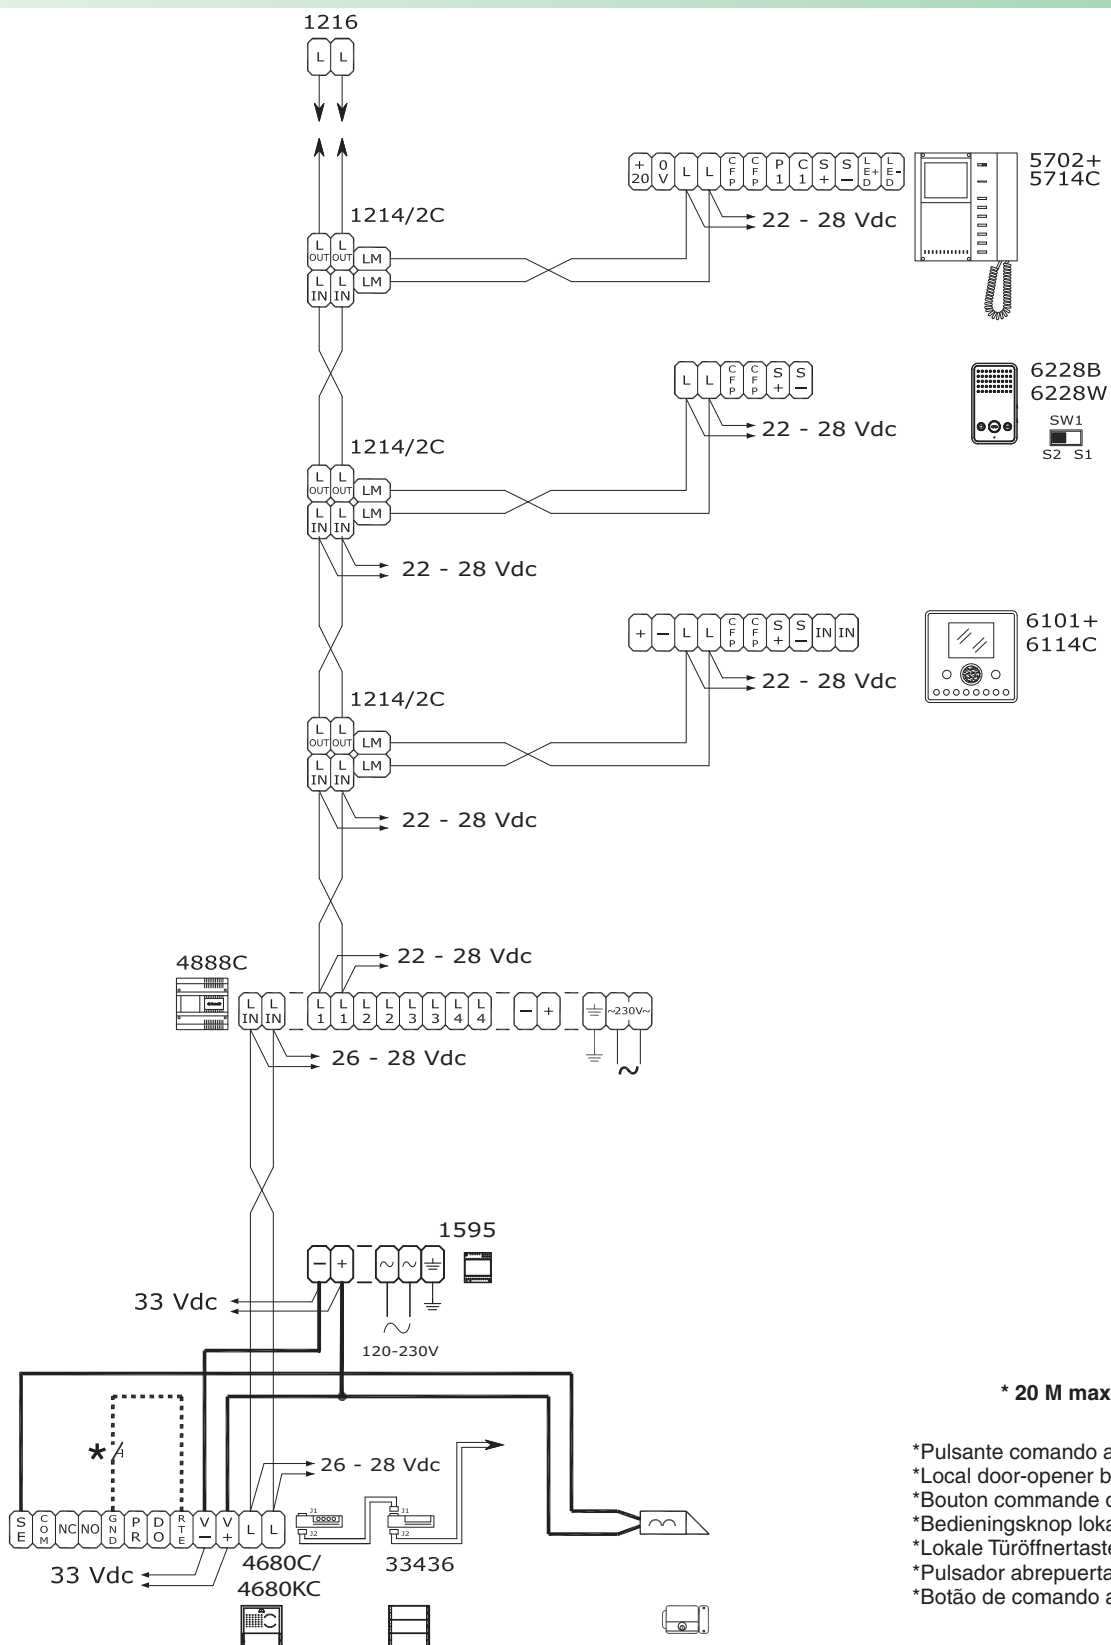 1216
L L
+20 0V L L CFP CFP P1 C1 S+ S- LED+ LED-
5702+
5714C
1214/2C
22 - 28 Vdc
L OUT L OUT LM
L IN L IN LM
L L CFP CFP S+ S-
6228B
6228W
SW1
S2 S1
22 - 28 Vdc
1214/2C
L OUT L OUT LM
L IN L IN LM
22 - 28 Vdc
+ - L L CFP CFP S+ S- IN IN
6101+
6114C
22 - 28 Vdc
1214/2C
L OUT L OUT LM
L IN L IN LM
22 - 28 Vdc
22 - 28 Vdc
4888C
L IN L IN L1 L1 L2 L2 L3 L3 L4 L4 - + ~230V~
26 - 28 Vdc
~
1595
- + ~ ~
33 Vdc
120-230V
* 20 M max
*
*Pulsante comando a
*Local door-opener b
*Bouton commande
*Bedieningsknop loka
*Lokale Türöffnertaste
*Pulsador abrepuerta
*Botão de comando a
26 - 28 Vdc
J1 J1
J2 J2
SE COM NC NO GND PR DO RTE V- V+ L L
33 Vdc
4680C/
4680KC
33436